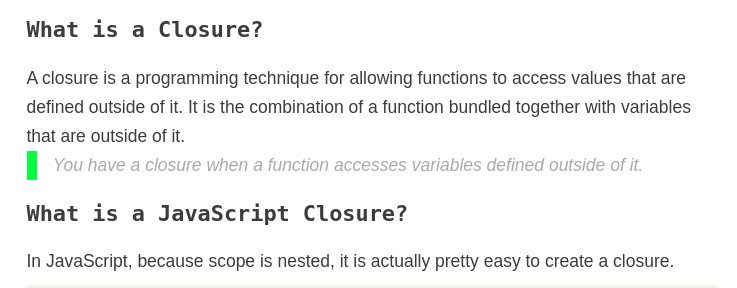 What is a Closure?
A closure is a programming technique for allowing functions to access values that are
defined outside of it. It is the combination of a function bundled together with variables
that are outside of it.
You have a closure when a function accesses variables defined outside of it.
What is a JavaScript Closure?
In JavaScript, because scope is nested, it is actually pretty easy to create a closure.